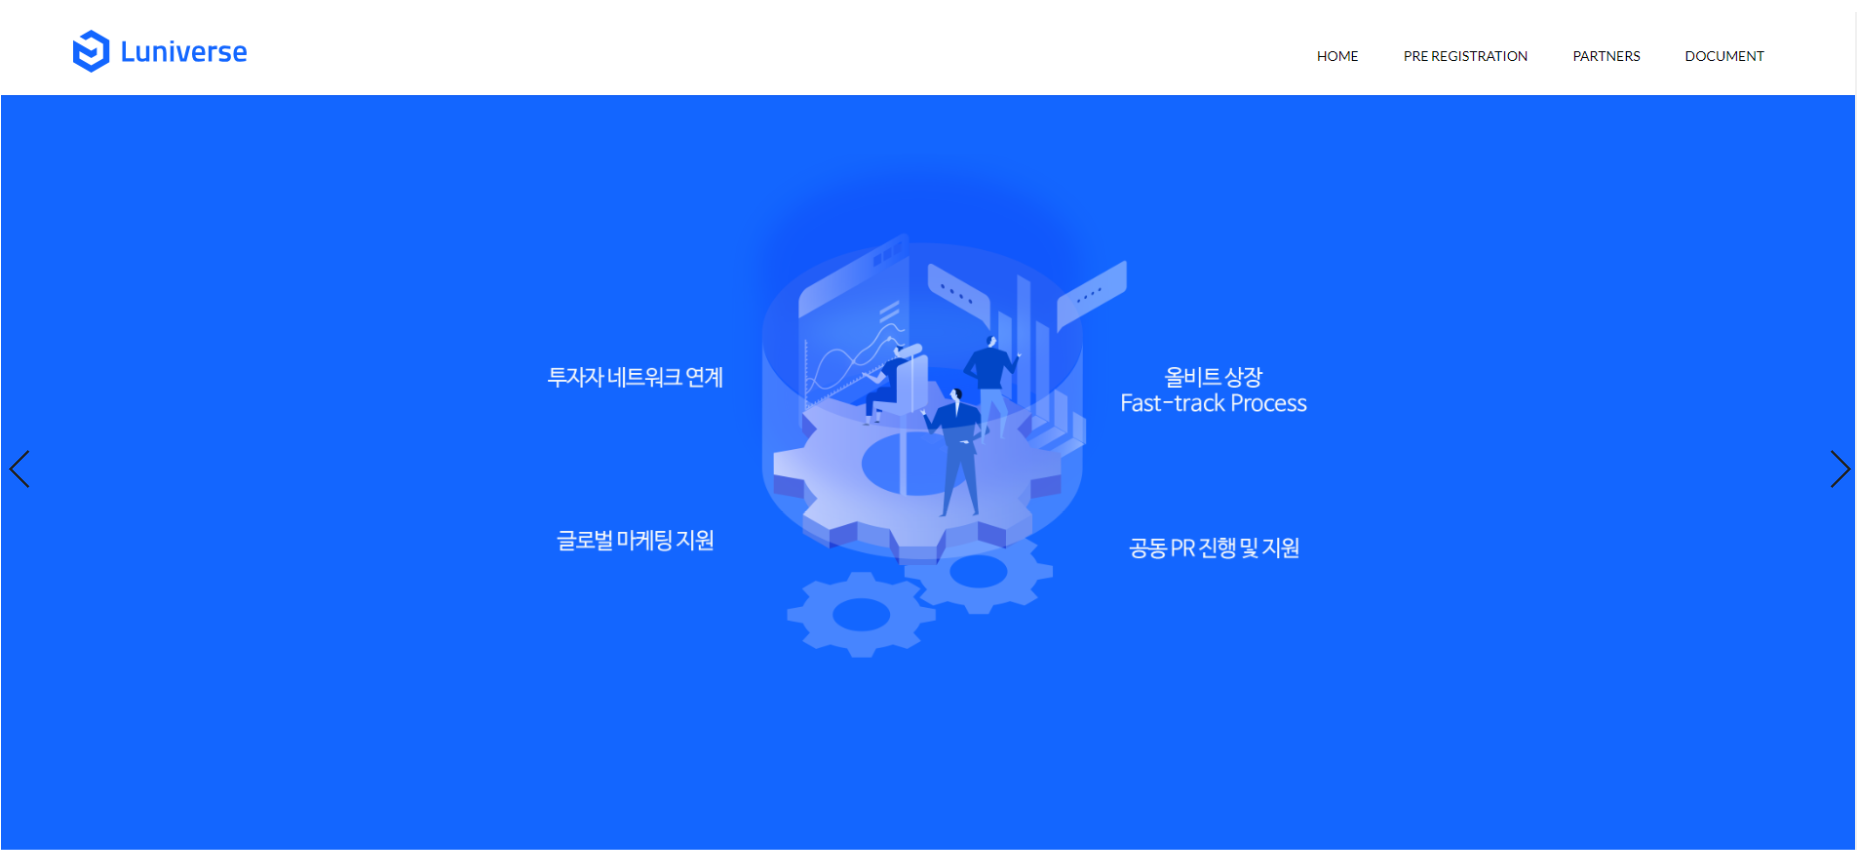 Luniverse
HOME PRE REGISTRATION PARTNERS DOCUMENT
투자자 네트워크 연계
올비트 상장
Fast-track Process
글로벌 마케팅 지원
공동 PR 진행 및 지원